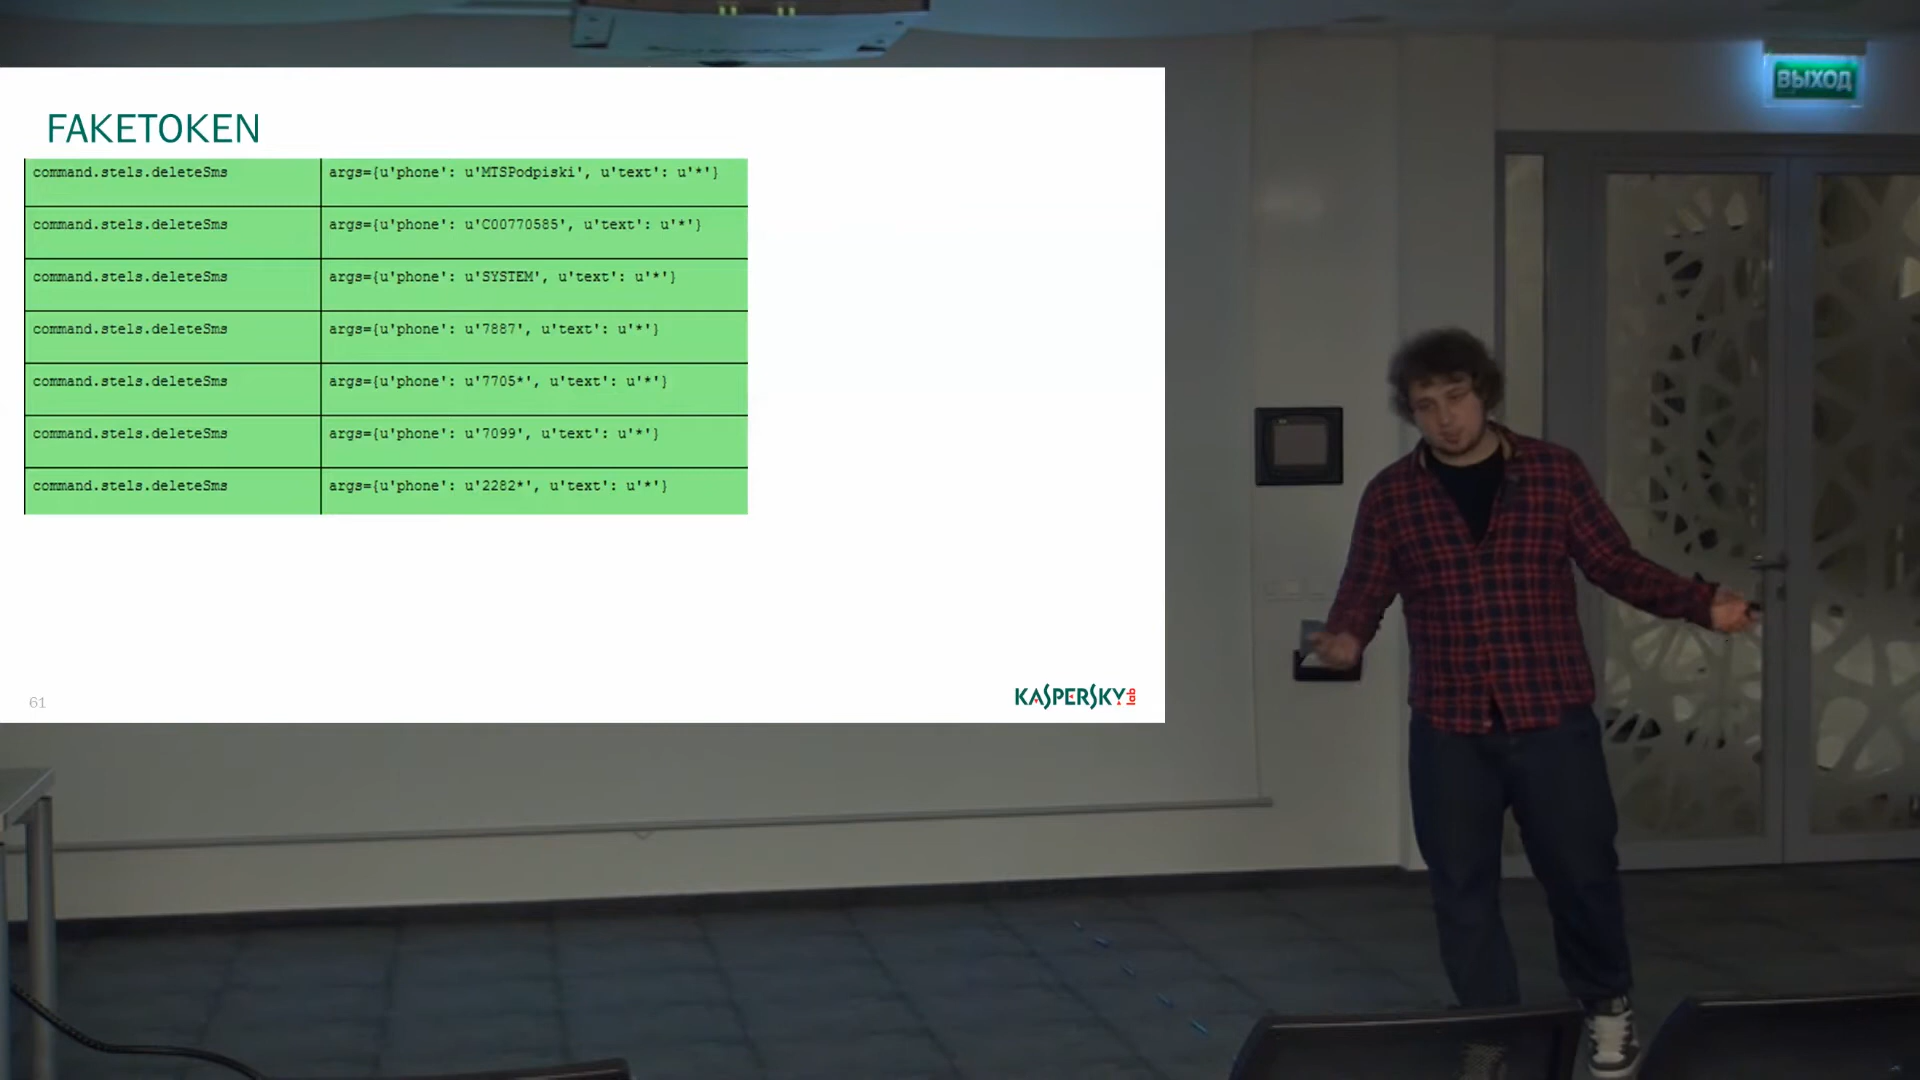 ВЫХОД
FAKETOKEN
command.stels.deleteSms args={u'phone': u'MTSPodpiski', u'text': u'*'}
command.stels.deleteSms args={u'phone': u'C00770585', u'text': u'*'}
command.stels.deleteSms args={u'phone': u'SYSTEM', u'text': u'*'}
command.stels.deleteSms args={u'phone': u'7887', u'text': u'*'}
command.stels.deleteSms args={u'phone': u'7705*', u'text': u'*'}
command.stels.deleteSms args={u'phone': u'7099', u'text': u'*'}
command.stels.deleteSms args={u'phone': u'2282*', u'text': u'*'}
61
KASPERSKY lab